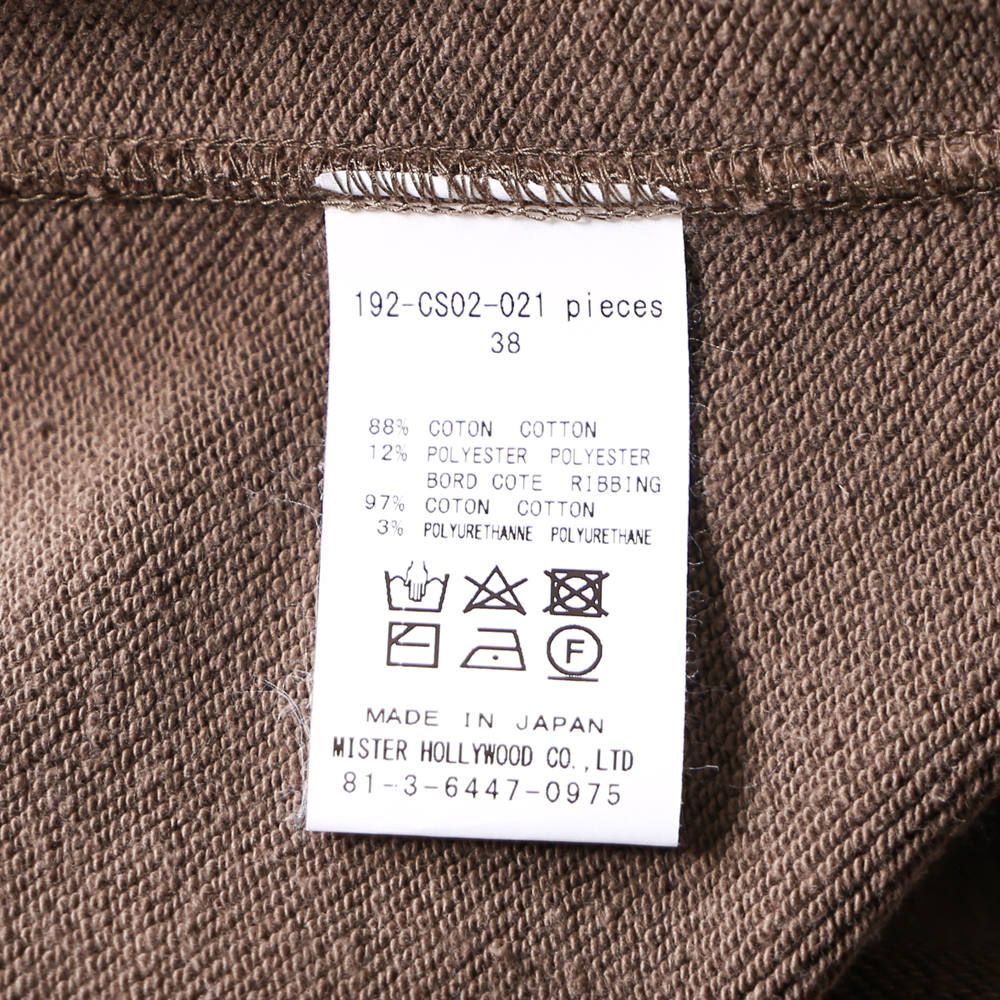 192-CS02-021 pieces
38
88% COTON COTTON
12% POLYESTER POLYESTER
BORD COTE RIBBING
97% COTON COTTON
3% POLYURETHANNE POLYURETHANE
F
MADE IN JAPAN
MISTER HOLLYWOOD CO.,LTD
81-3-6447-0975